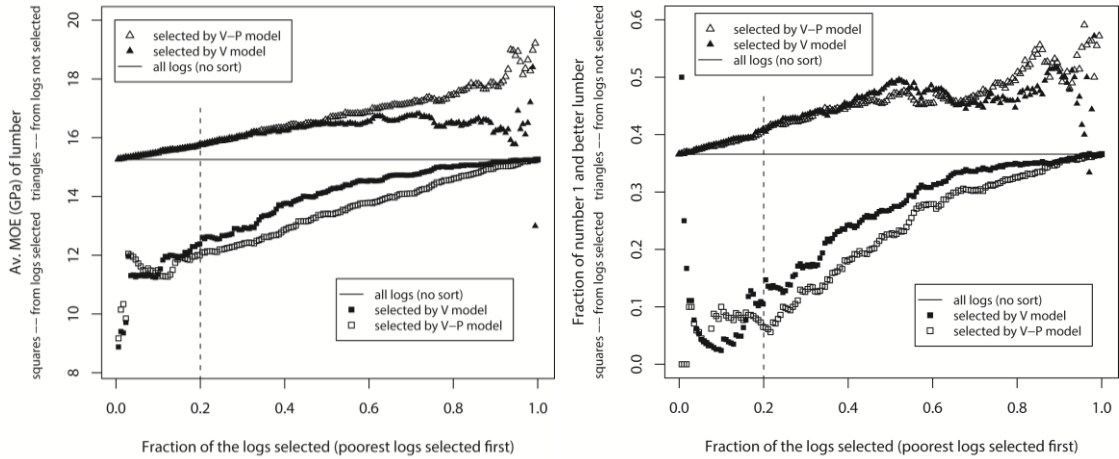 Av. MOE (GPa) of lumber
squares --- from logs selected triangles --- from logs not selected
20
18
16
14
12
10
8
selected by V−P model
selected by V model
all logs (no sort)
all logs (no sort)
selected by V model
selected by V−P model
0.0 0.2 0.4 0.6 0.8 1.0
Fraction of the logs selected (poorest logs selected first)
Fraction of number 1 and better lumber
squares --- from logs selected triangles --- from logs not selected
0.6
0.5
0.4
0.3
0.2
0.1
0.0
selected by V−P model
selected by V model
all logs (no sort)
all logs (no sort)
selected by V model
selected by V−P model
0.0 0.2 0.4 0.6 0.8 1.0
Fraction of the logs selected (poorest logs selected first)